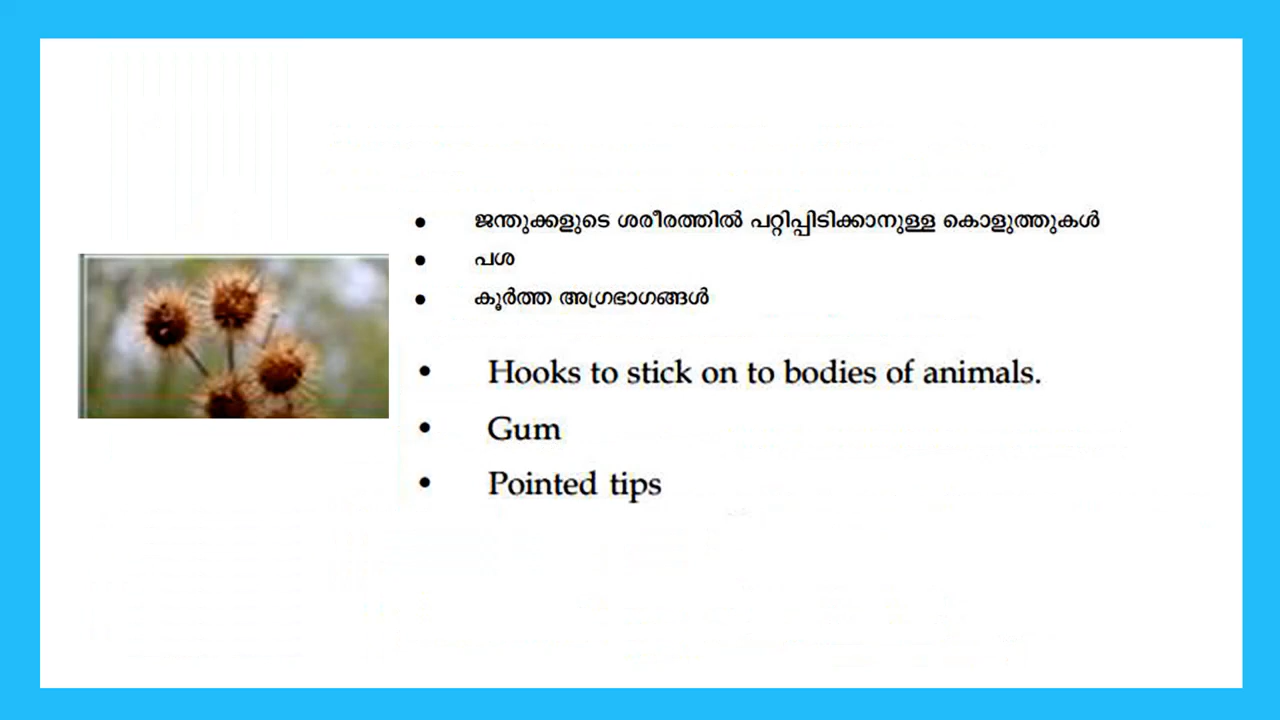 • ജന്തുക്കളുടെ ശരീരത്തിൽ പറ്റിപ്പിടിക്കാനുള്ള കൊളുത്തുകൾ
• പശ
• കൂർത്ത അഗ്രഭാഗങ്ങൾ
• Hooks to stick on to bodies of animals.
• Gum
• Pointed tips